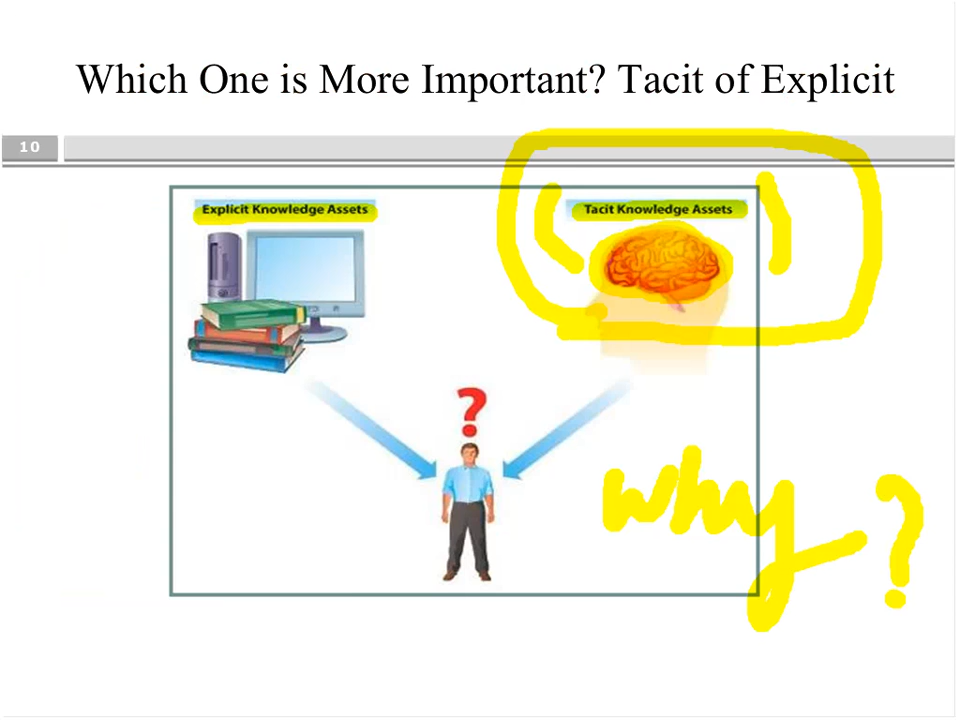 Which One is More Important? Tacit of Explicit
10
Explicit Knowledge Assets
Tacit Knowledge Assets
?
why?